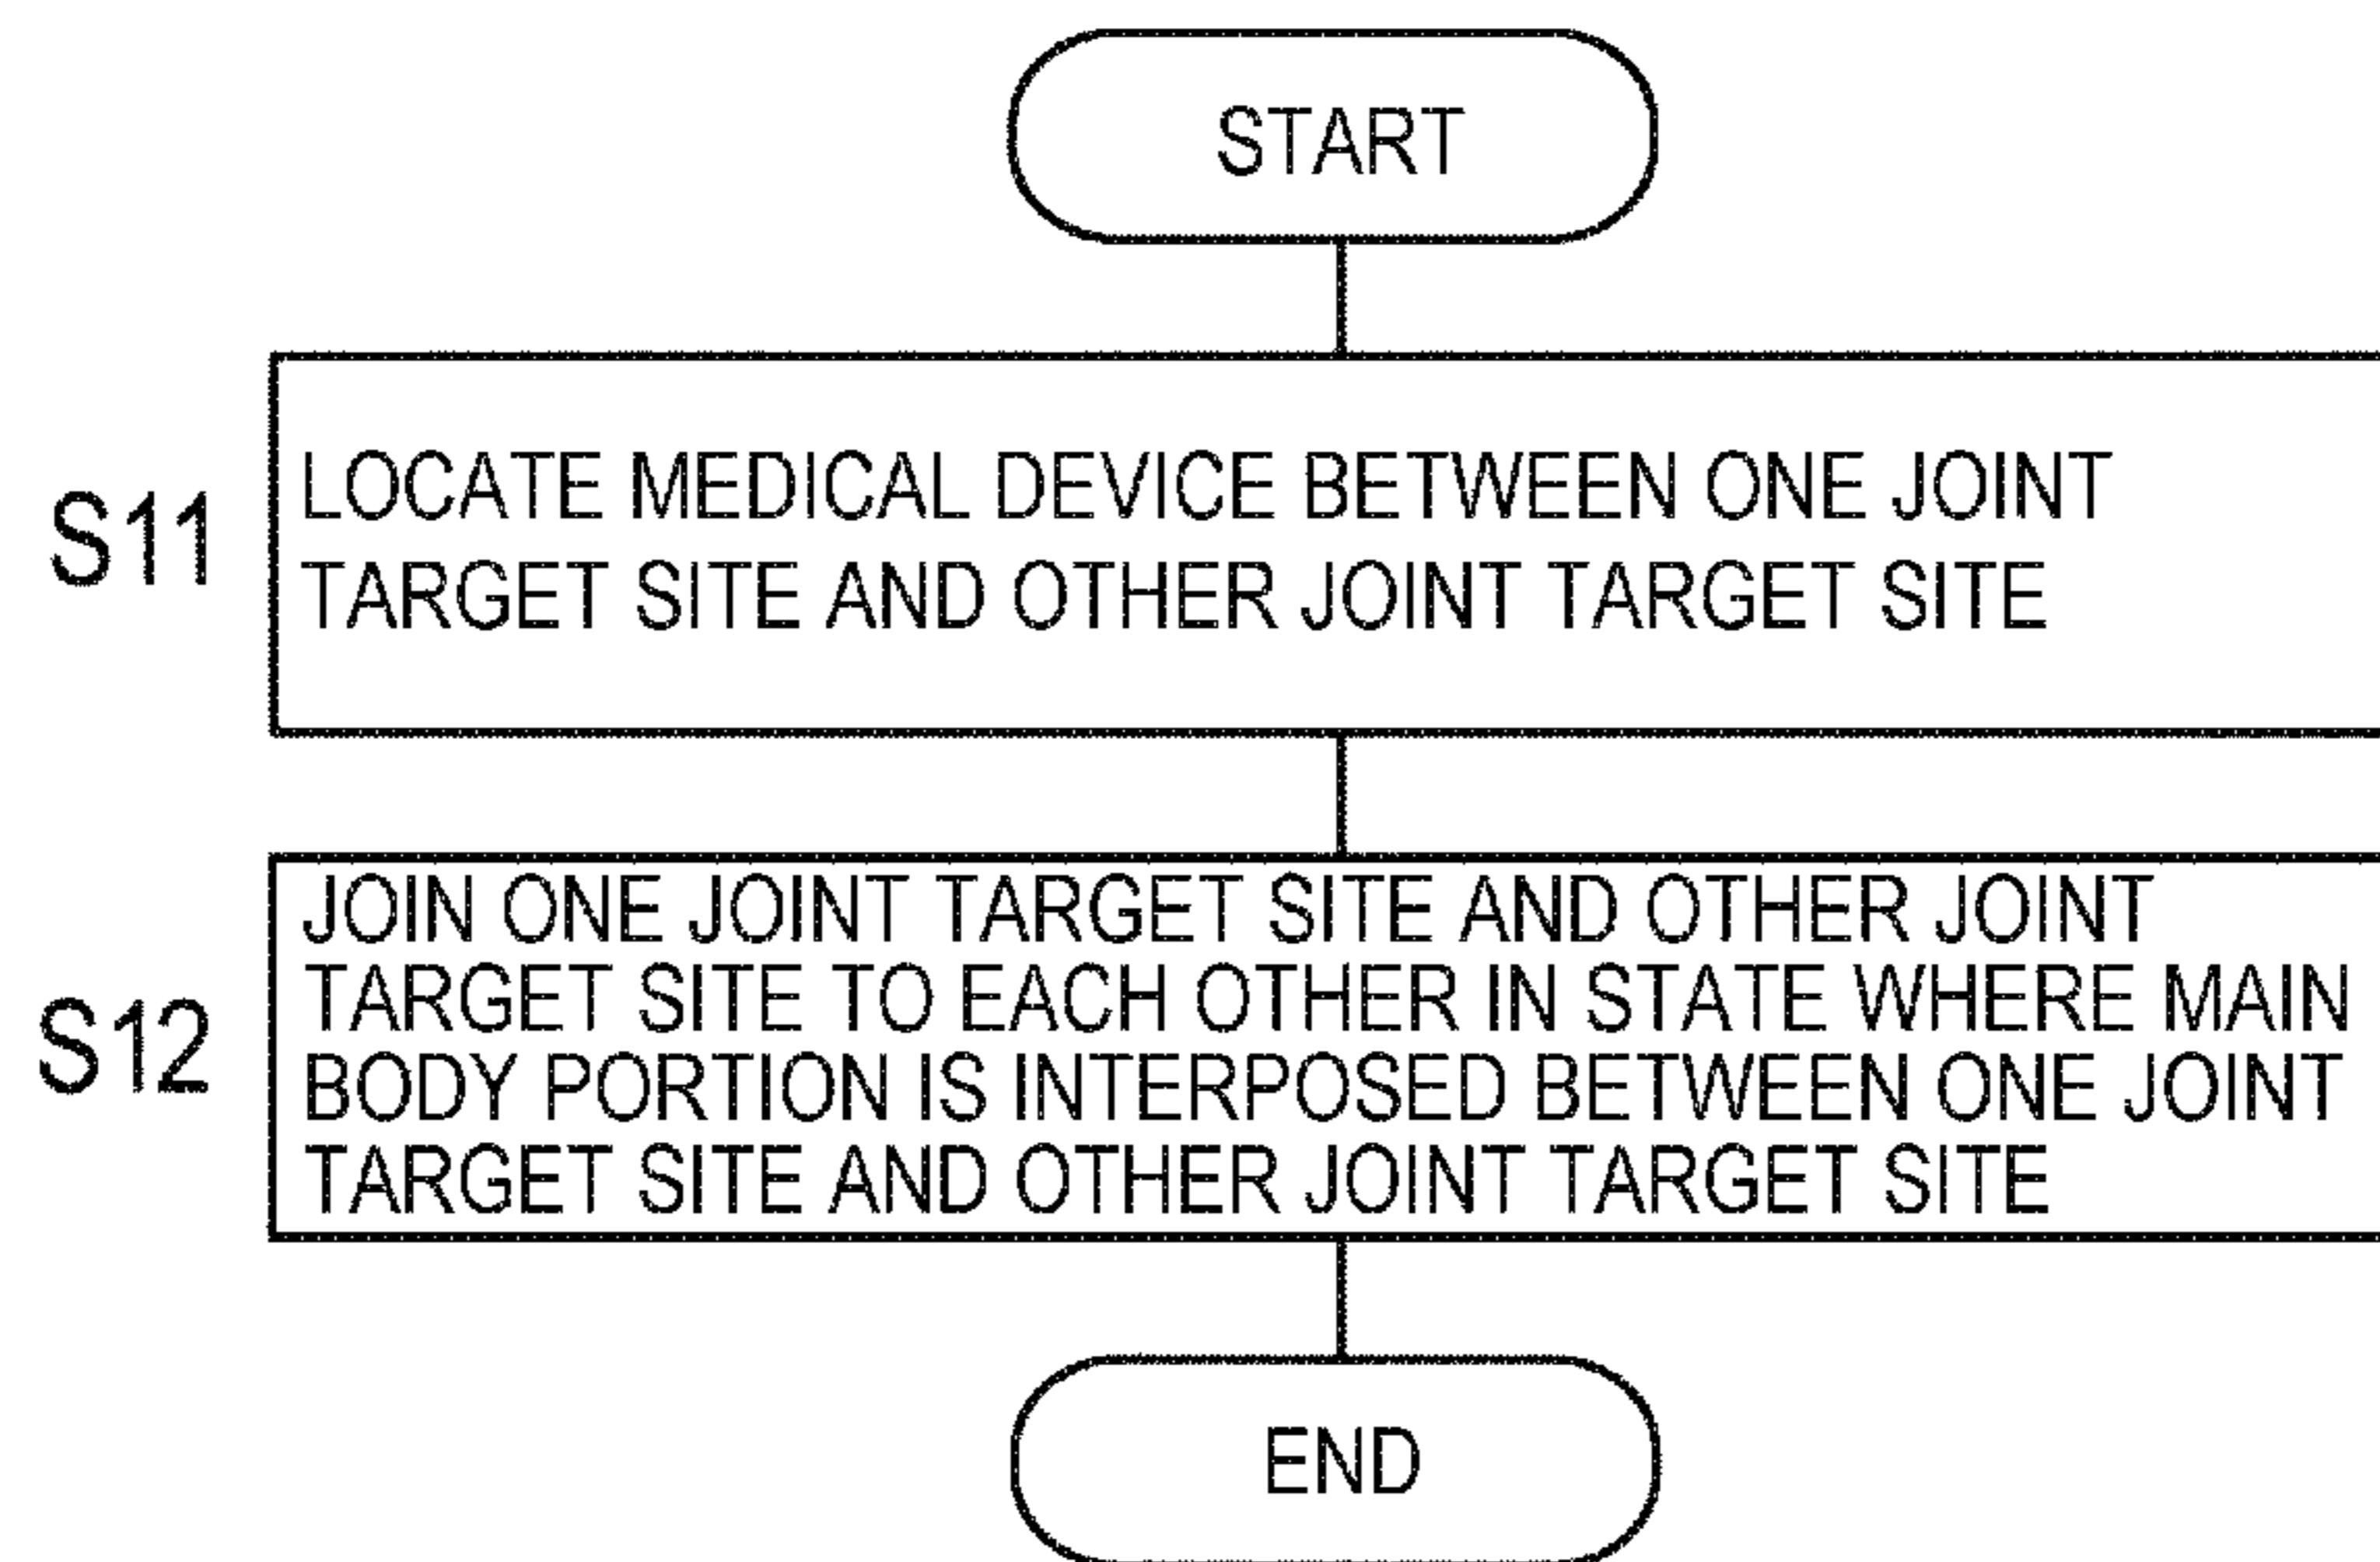 START
S11
LOCATE MEDICAL DEVICE BETWEEN ONE JOINT
TARGET SITE AND OTHER JOINT TARGET SITE
S12
JOIN ONE JOINT TARGET SITE AND OTHER JOINT
TARGET SITE TO EACH OTHER IN STATE WHERE MAIN
BODY PORTION IS INTERPOSED BETWEEN ONE JOINT
TARGET SITE AND OTHER JOINT TARGET SITE
END